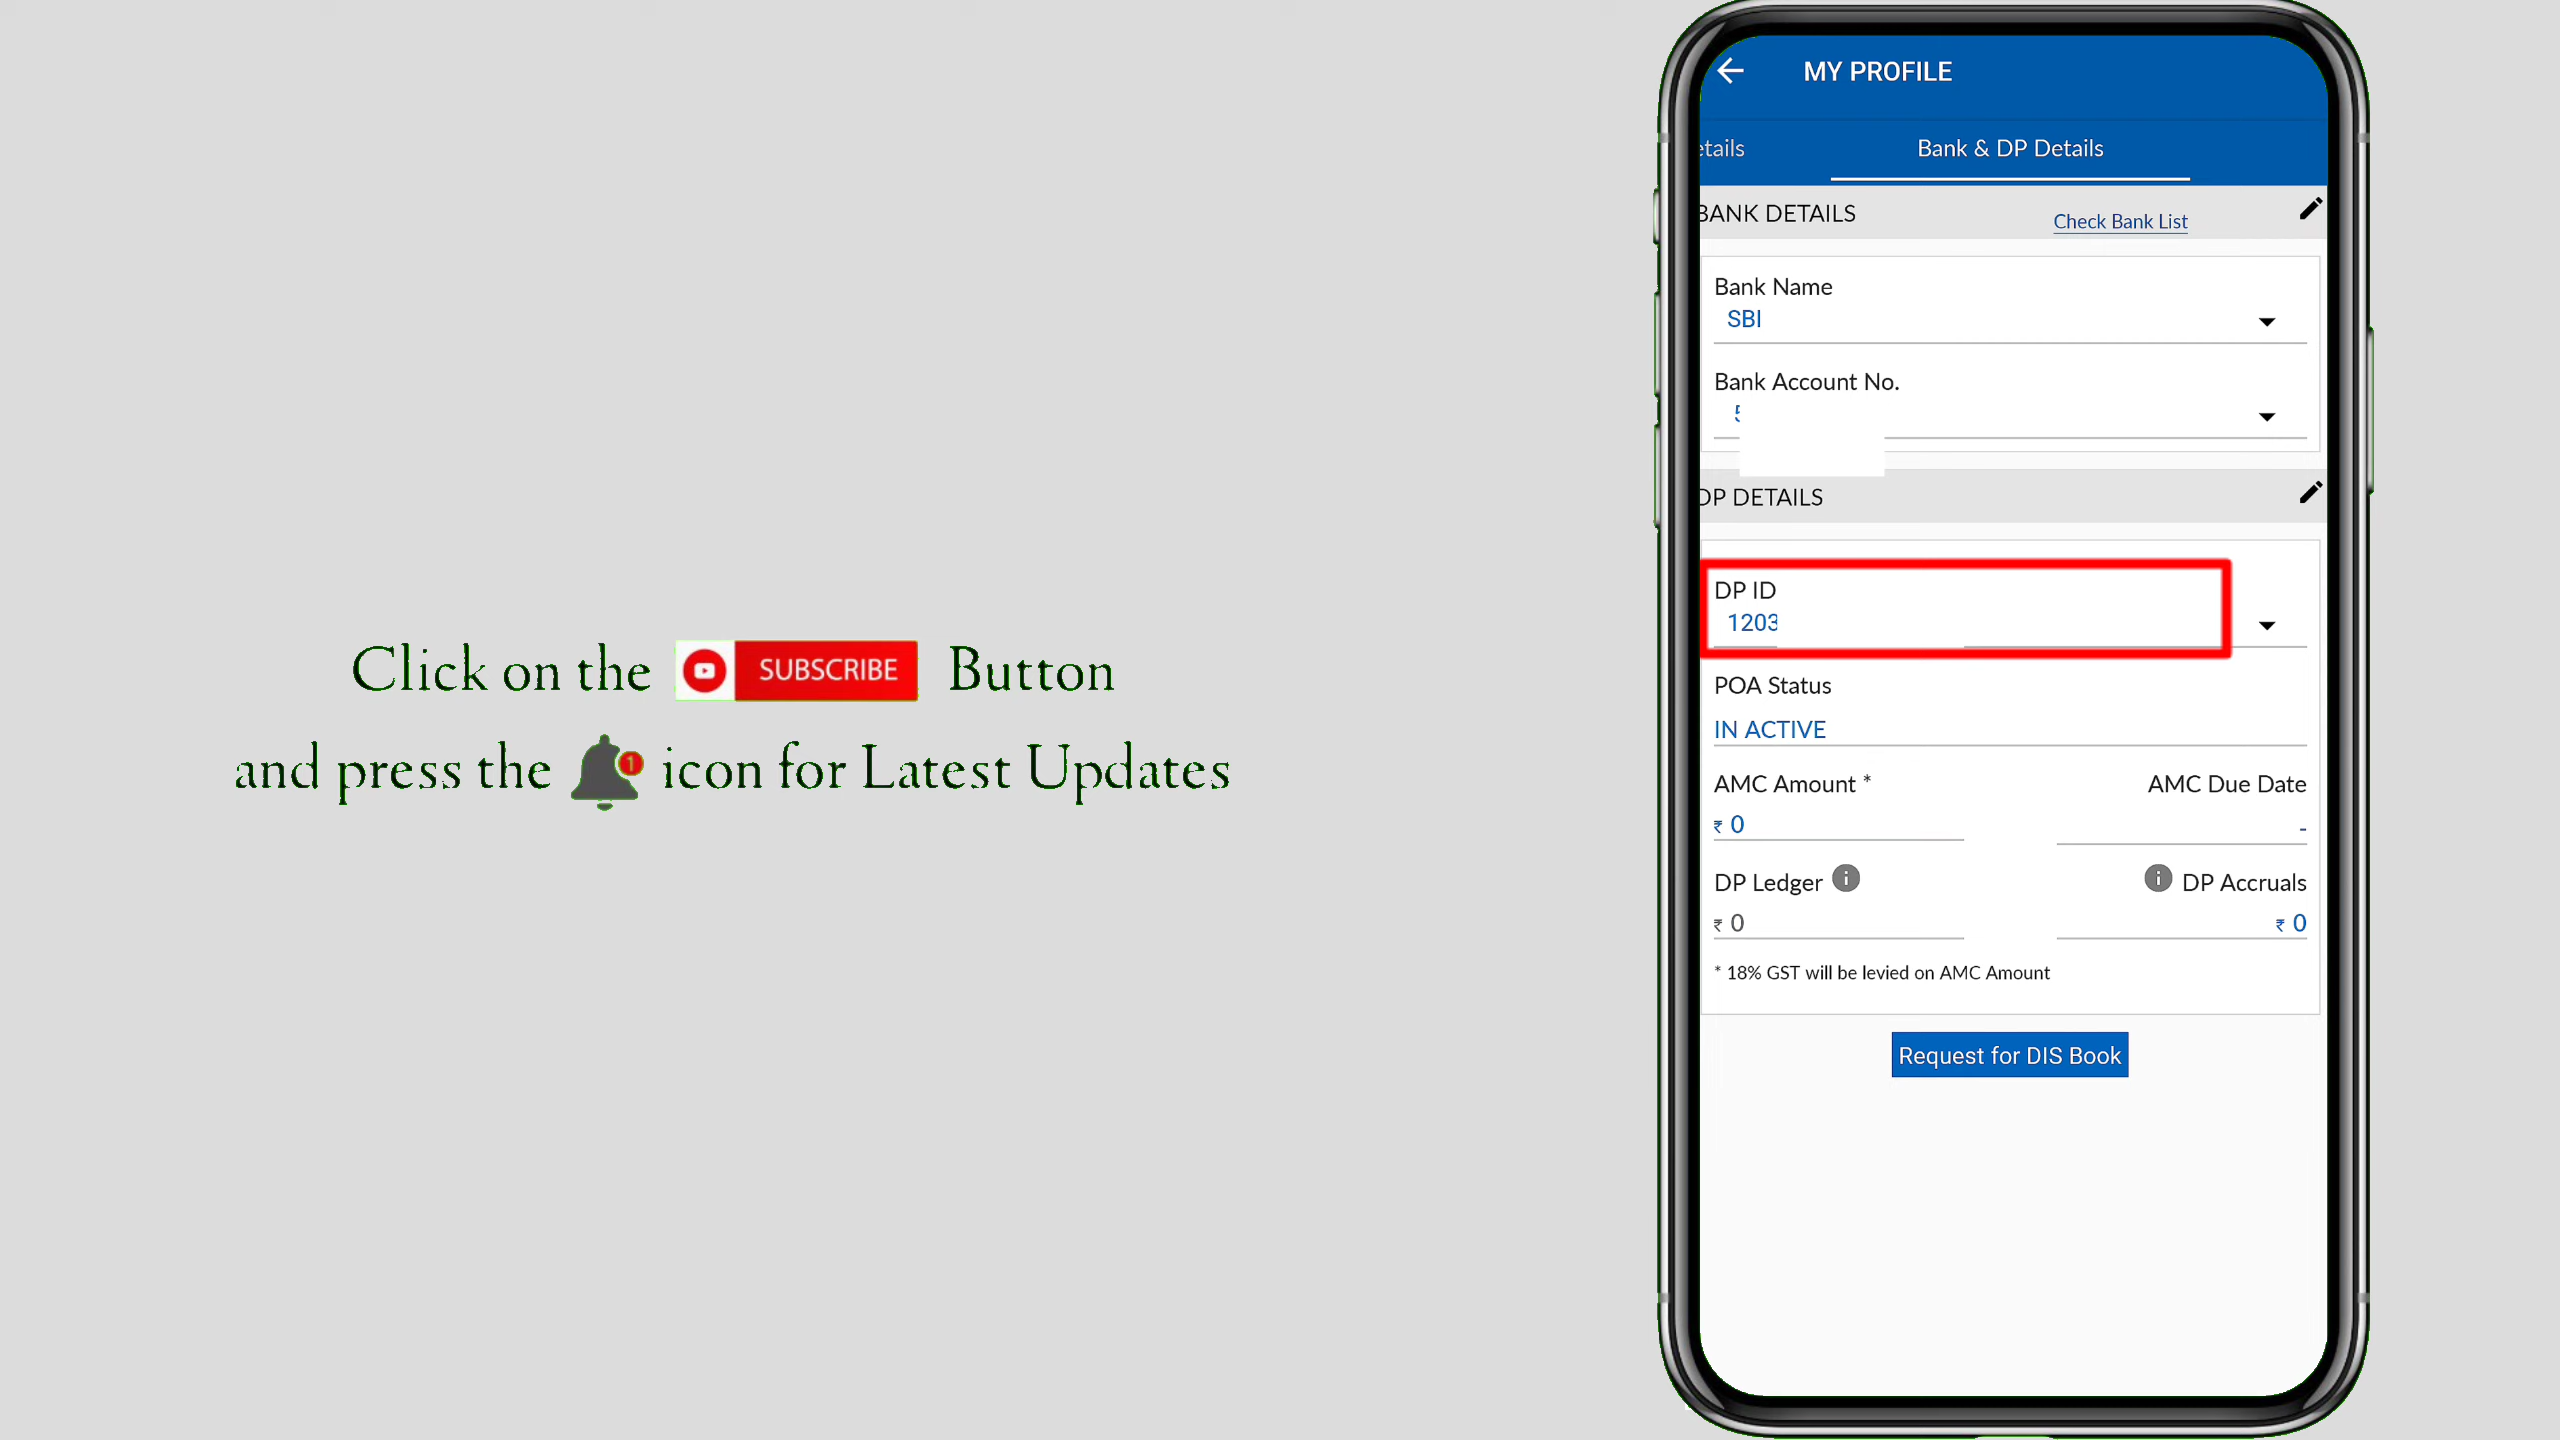 Click on the SUBSCRIBE Button
and press the 1 icon for Latest Updates
MY PROFILE
etails
Bank & DP Details
BANK DETAILS
Check Bank List
Bank Name
SBI
Bank Account No.
5
DP DETAILS
DP ID
1203
POA Status
IN ACTIVE
AMC Amount * AMC Due Date
₹ 0 -
DP Ledger i i DP Accruals
₹ 0 ₹ 0
* 18% GST will be levied on AMC Amount
Request for DIS Book